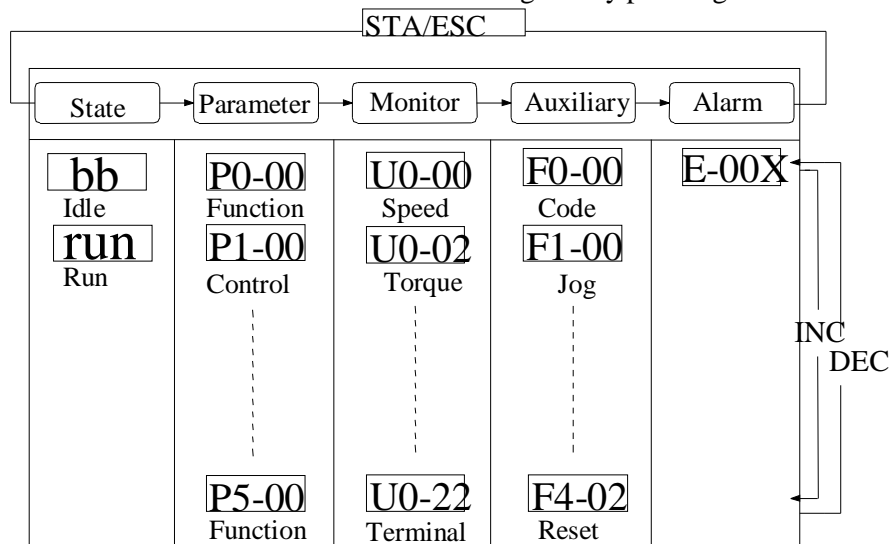 STA/ESC
State Parameter Monitor Auxiliary Alarm
bb P0-00 U0-00 F0-00 E-00X
Idle Function Speed Code
run P1-00 U0-02 F1-00
Run Control Torque Jog
INC
DEC
P5-00 U0-22 F4-02
Function Terminal Reset